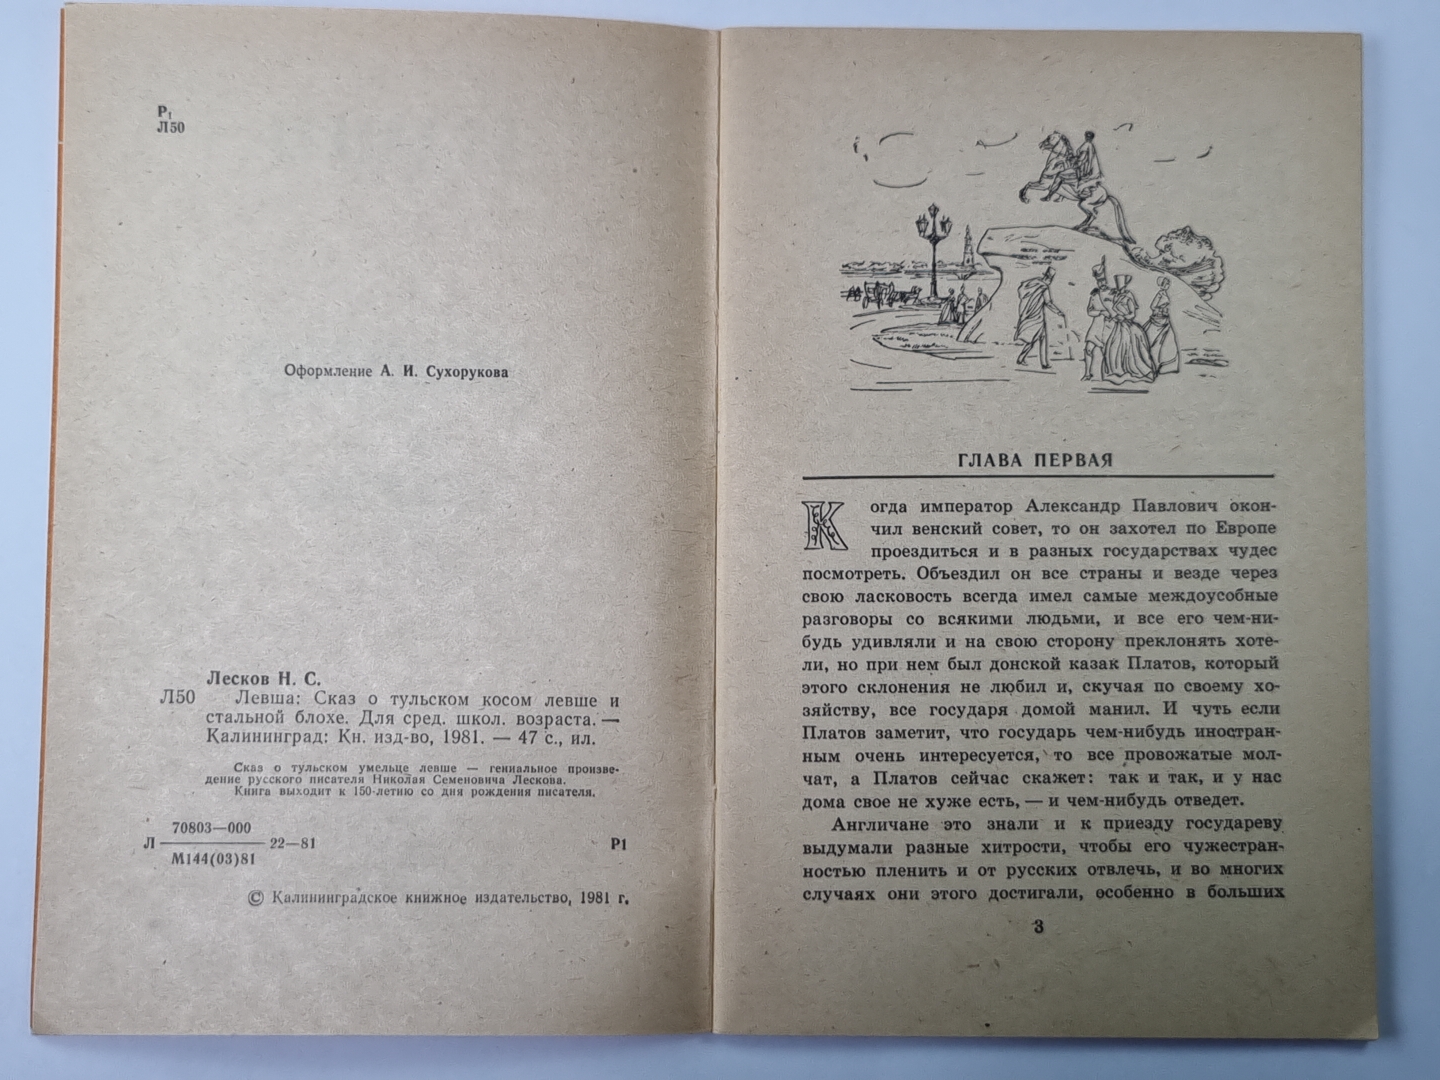 Р1
Л50
Оформление А. И. Сухорукова
Лесков Н. С.
Л50 Левша: Сказ о тульском косом левше и
стальной блохе. Для сред. школ. возраста. —
Калининград: Кн. изд-во, 1981. — 47 с., ил.
Сказ о тульском умельце левше — гениальное произве-
дение русского писателя Николая Семеновича Лескова.
Книга выходит к 150-летию со дня рождения писателя.
70803—000
Л 22—81 Р1
М144(03)81
© Калининградское книжное издательство, 1981 г.
ГЛАВА ПЕРВАЯ
Когда император Александр Павлович окон-
чил венский совет, то он захотел по Европе
проездиться и в разных государствах чудес
посмотреть. Объездил он все страны и везде через
свою ласковость всегда имел самые междоусобные
разговоры со всякими людьми, и все его чем-ни-
будь удивляли и на свою сторону преклонять хоте-
ли, но при нем был донской казак Платов, который
этого склонения не любил и, скучая по своему хо-
зяйству, все государя домой манил. И чуть если
Платов заметит, что государь чем-нибудь иностран-
ным очень интересуется, то все провожатые мол-
чат, а Платов сейчас скажет: так и так, и у нас
дома свое не хуже есть, — и чем-нибудь отведет.
Англичане это знали и к приезду государеву
выдумали разные хитрости, чтобы его чужестран-
ностью пленить и от русских отвлечь, и во многих
случаях они этого достигали, особенно в больших
3